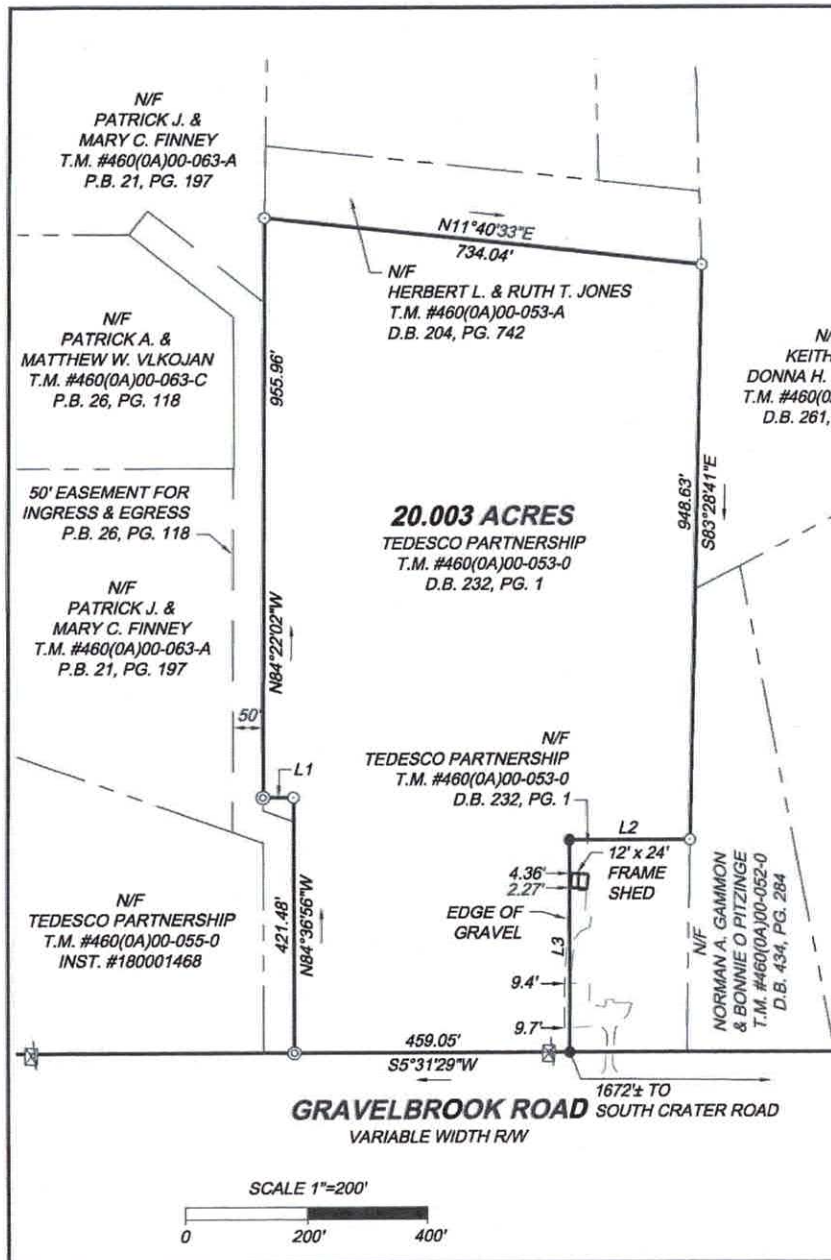 N/F
PATRICK J. &
MARY C. FINNEY
T.M. #460(0A)00-063-A
P.B. 21, PG. 197
N11°40'33"E
734.04'
N/F
HERBERT L. & RUTH T. JONES
T.M. #460(0A)00-053-A
D.B. 204, PG. 742
N/F
PATRICK A. &
MATTHEW W. VLKOJAN
T.M. #460(0A)00-063-C
P.B. 26, PG. 118
955.96'
N84°22'02"W
KEITH
DONNA H.
T.M. #460(0
D.B. 261,
948.63'
S83°28'41"E
50' EASEMENT FOR
INGRESS & EGRESS
P.B. 26, PG. 118
20.003 ACRES
TEDESCO PARTNERSHIP
T.M. #460(0A)00-053-0
D.B. 232, PG. 1
N/F
PATRICK J. &
MARY C. FINNEY
T.M. #460(0A)00-063-A
P.B. 21, PG. 197
50'
L1
N/F
TEDESCO PARTNERSHIP
T.M. #460(0A)00-053-0
D.B. 232, PG. 1
L2
12' x 24'
FRAME
SHED
4.36'
2.27'
EDGE OF
GRAVEL
L3
9.4'
9.7'
N/F
NORMAN A. GAMMON
& BONNIE O PITZINGE
T.M. #460(0A)00-052-0
D.B. 434, PG. 284
N/F
TEDESCO PARTNERSHIP
T.M. #460(0A)00-055-0
INST. #180001468
421.48'
N84°36'56"W
459.05'
S5°31'29"W
1672'± TO
SOUTH CRATER ROAD
GRAVELBROOK ROAD
VARIABLE WIDTH R/W
SCALE 1"=200'
0 200' 400'